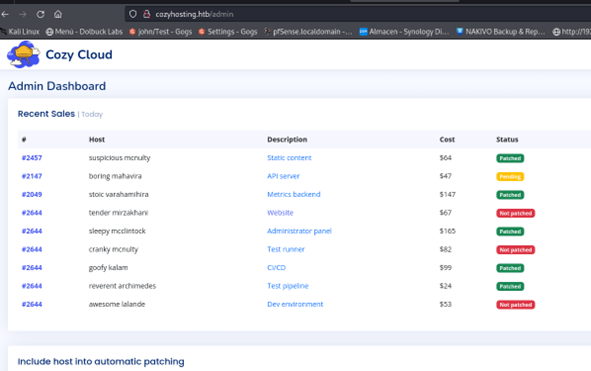 cozyhosting.htb/admin
Kali Linux Menú - Dolbuck Labs john/Test - Gogs Settings - Gogs pfSense.localdomain -... Almacen - Synology Di... NAKIVO Backup & Rep... http://19
Cozy Cloud
Admin Dashboard
Recent Sales | Today
# Host Description Cost Status
#2457 suspicious mcnulty Static content $64 Patched
#2147 boring mahavira API server $47 Pending
#2049 stoic varahamihira Metrics backend $147 Patched
#2644 tender mirzakhani Website $67 Not patched
#2644 sleepy mcclintock Administrator panel $165 Patched
#2644 cranky mcnulty Test runner $82 Not patched
#2644 goofy kalam CI/CD $99 Patched
#2644 reverent archimedes Test pipeline $24 Patched
#2644 awesome lalande Dev environment $53 Not patched
Include host into automatic patching